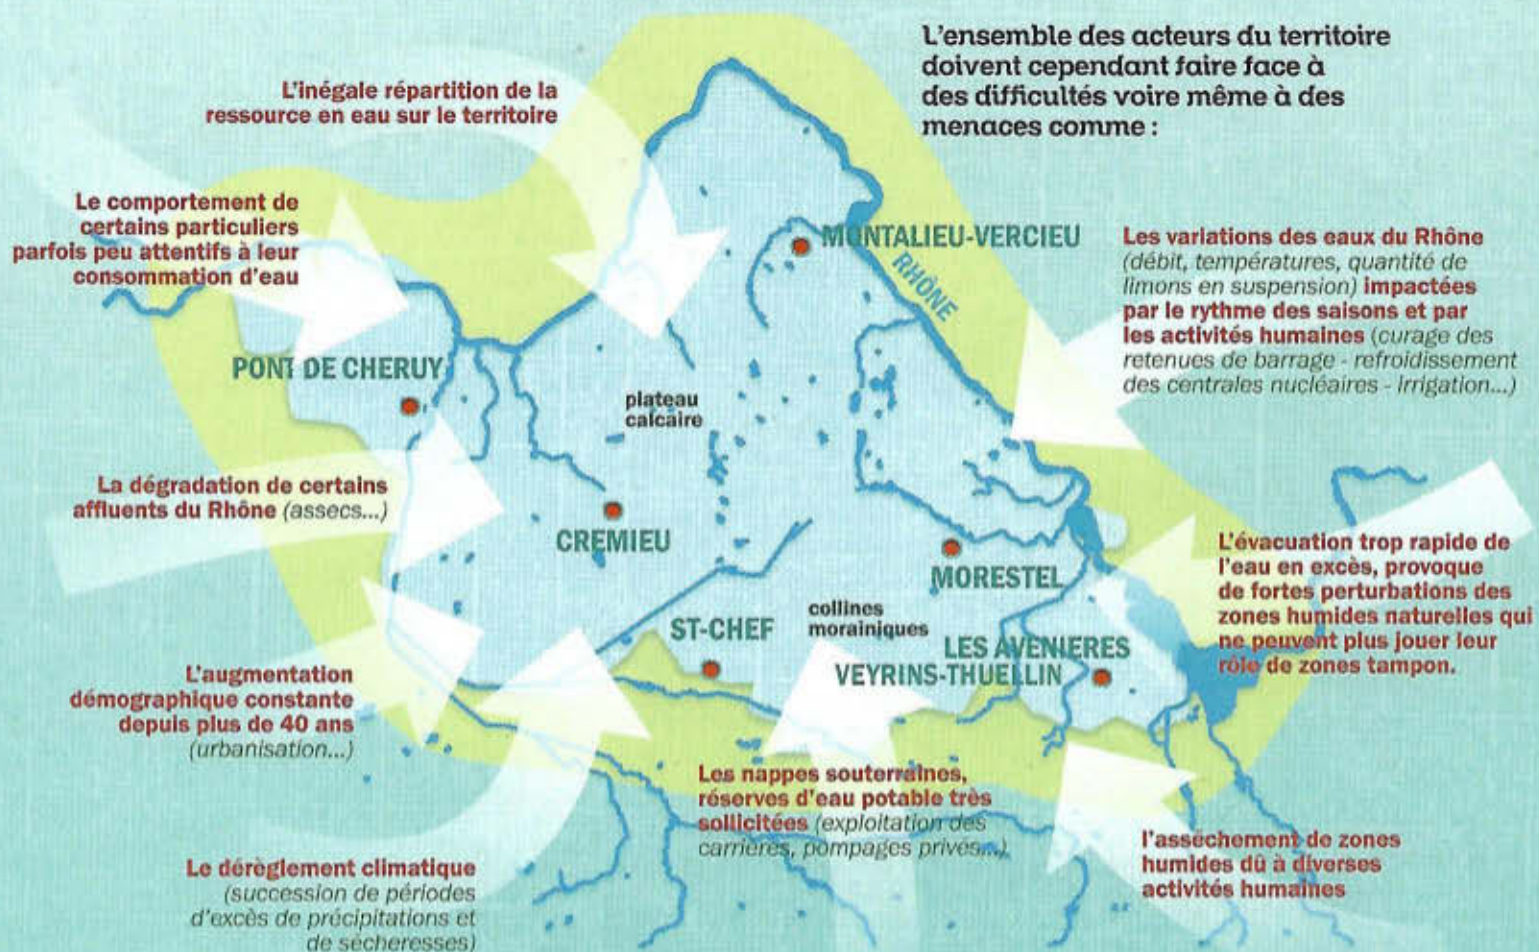 L'ensemble des acteurs du territoire
doivent cependant faire face à
des difficultés voire même à des
menaces comme :
L'inégale répartition de la
ressource en eau sur le territoire
Le comportement de
certains particuliers
parfois peu attentifs à leur
consommation d'eau
MONTALIEU-VERCIEU
RHÔNE
Les variations des eaux du Rhône
(débit, températures, quantité de
limons en suspension) impactées
par le rythme des saisons et par
les activités humaines (curage des
retenues de barrage - refroidissement
des centrales nucléaires - Irrigation...)
PONT DE CHERUY
plateau
calcaire
La dégradation de certains
affluents du Rhône (assecs...)
CREMIEU
MORESTEL
L'évacuation trop rapide de
l'eau en excès, provoque
de fortes perturbations des
zones humides naturelles qui
ne peuvent plus jouer leur
rôle de zones tampon.
ST-CHEF
collines
morainiques
LES AVENIERES
VEYRINS-THUELLIN
L'augmentation
démographique constante
depuis plus de 40 ans
(urbanisation...)
Les nappes souterraines,
réserves d'eau potable très
sollicitées (exploitation des
carrières, pompages privés...)
l'assèchement de zones
humides dû à diverses
activités humaines
Le dérèglement climatique
(succession de périodes
d'excès de précipitations et
de sécheresses)